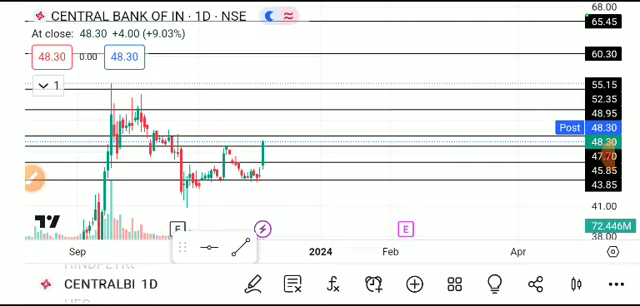 CENTRAL BANK OF IN · 1D · NSE
At close: 48.30 +4.00 (+9.03%)
48.30 0.00 48.30
1
68.00
65.45
60.30
55.15
52.35
48.95
Post 48.30
48.30
47.70
45.85
43.85
41.00
72.446M
38.00
E
E
Sep 2024 Feb Apr
CENTRALBI 1D